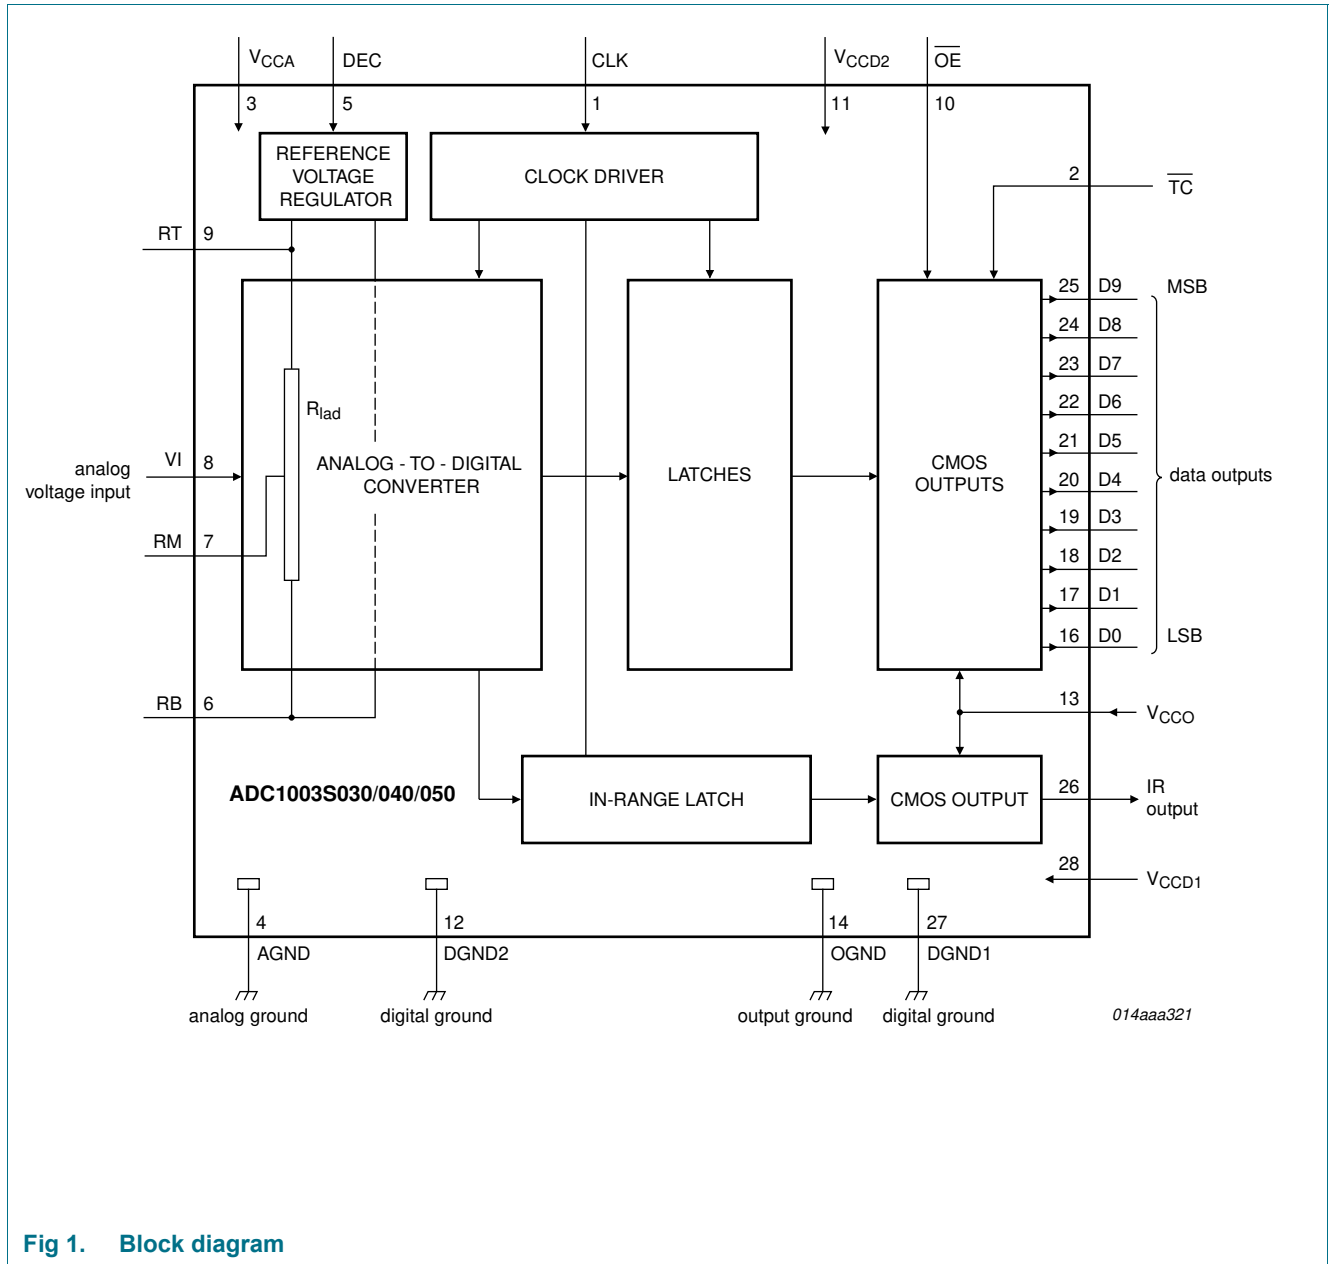 VCCA
DEC
CLK
VCCD2
OE
3
5
1
11
10
REFERENCE
VOLTAGE
REGULATOR
CLOCK DRIVER
2
TC
RT
9
25
D9
MSB
24
D8
23
D7
Rlad
22
D6
VI
8
analog
voltage input
ANALOG - TO - DIGITAL
CONVERTER
LATCHES
CMOS
OUTPUTS
21
D5
20
D4
data outputs
RM
7
19
D3
18
D2
17
D1
16
D0
LSB
RB
6
13
VCCO
ADC1003S030/040/050
IN-RANGE LATCH
CMOS OUTPUT
26
IR
output
28
VCCD1
4
12
14
27
AGND
DGND2
OGND
DGND1
analog ground
digital ground
output ground
digital ground
014aaa321
Fig 1. Block diagram